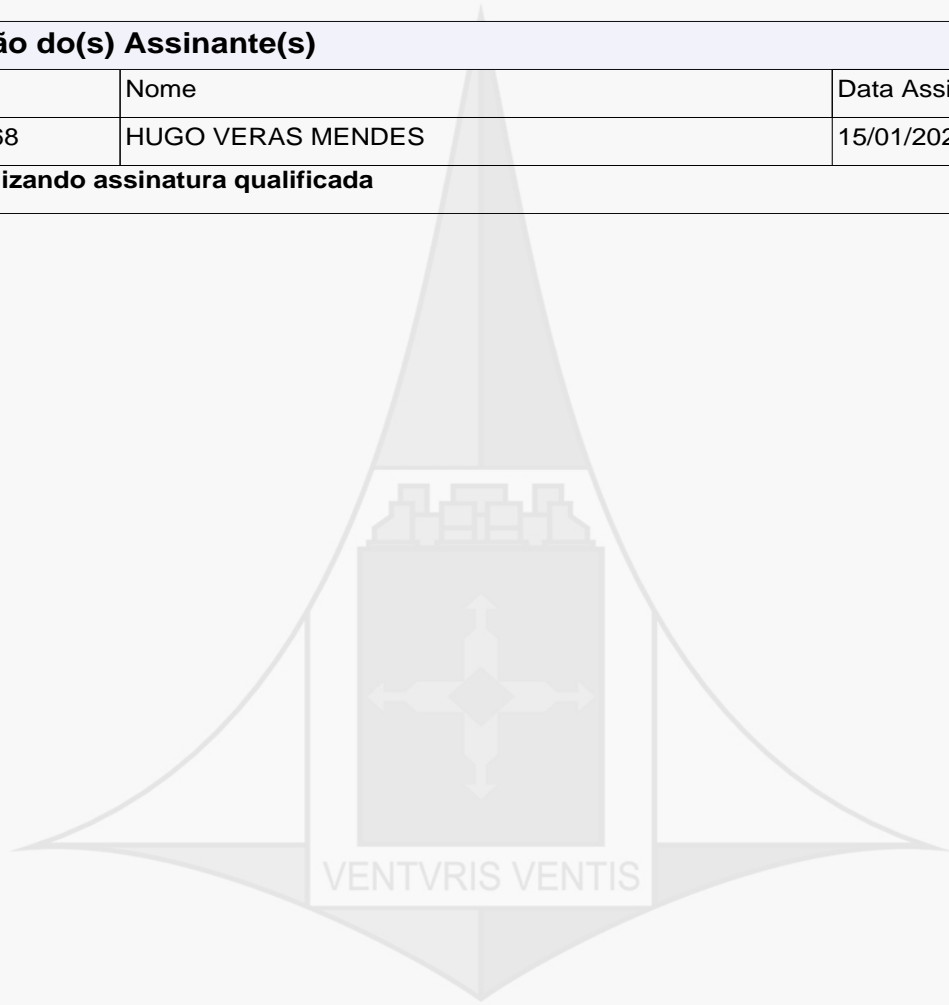 ão do(s) Assinante(s)
Nome Data Assi
68 HUGO VERAS MENDES 15/01/202
izando assinatura qualificada
VENTVRIS VENTIS